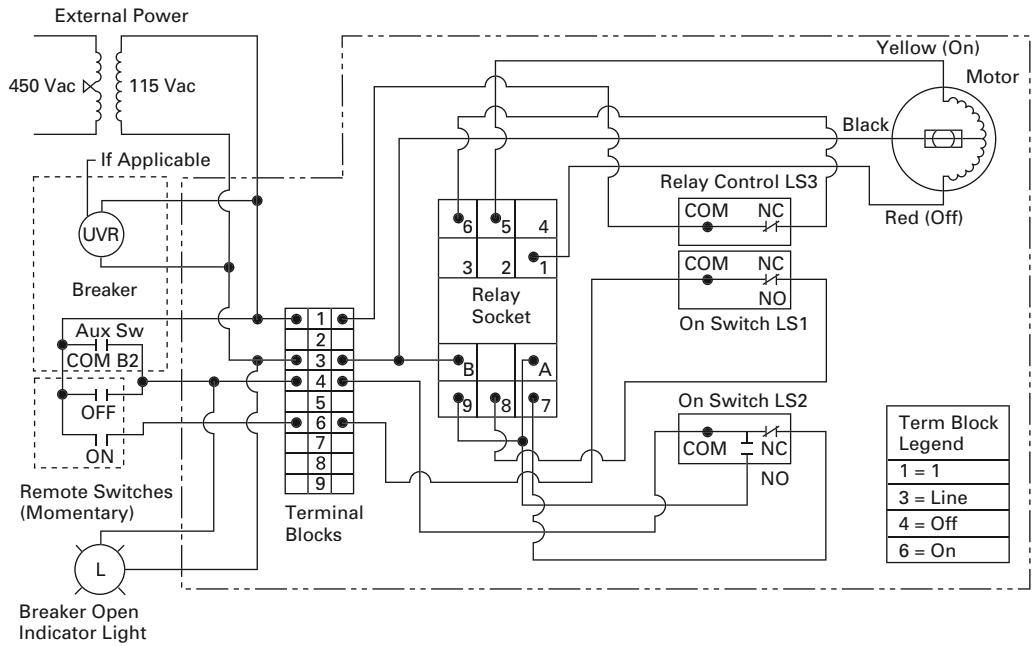 External Power
450 Vac
115 Vac
If Applicable
UVR
Breaker
Aux Sw
COM B2
OFF
ON
Remote Switches
(Momentary)
L
Breaker Open
Indicator Light
1
2
3
4
5
6
7
8
9
Terminal
Blocks
6 5 4
3 2 1
Relay
Socket
B A
9 8 7
Yellow (On)
Motor
Black
Red (Off)
Relay Control LS3
COM NC
COM NC
NO
On Switch LS1
On Switch LS2
COM NC
NO
Term Block
Legend
1 = 1
3 = Line
4 = Off
6 = On